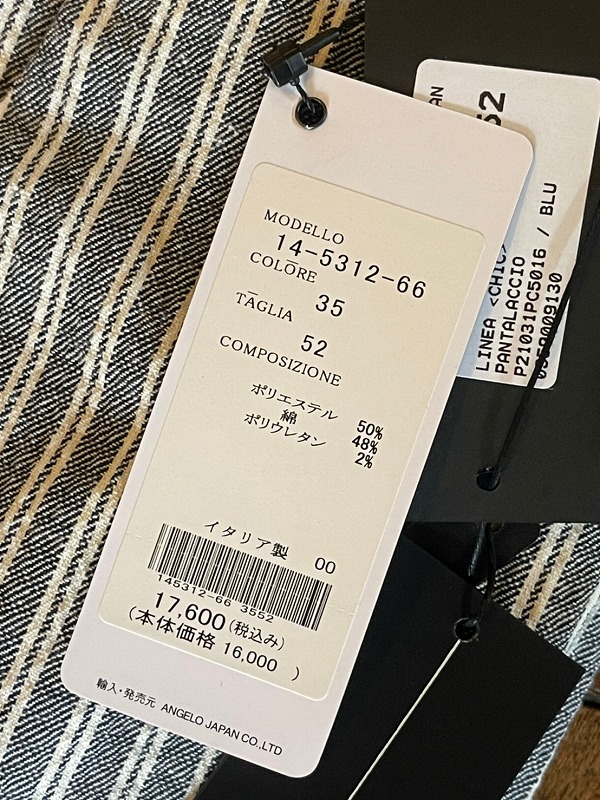 MODELLO
14-5312-66
COLORE
35
TAGLIA
52
COMPOSIZIONE
ポリエステル 50%
綿 48%
ポリウレタン 2%
イタリア製 00
145312-66 3552
17,600 (税込み)
(本体価格 16,000 )
輸入・発売元 ANGELO JAPAN CO.,LTD
52
LINEA <CHIC>
PANTALACCIO
P21031PC5016 / BLU